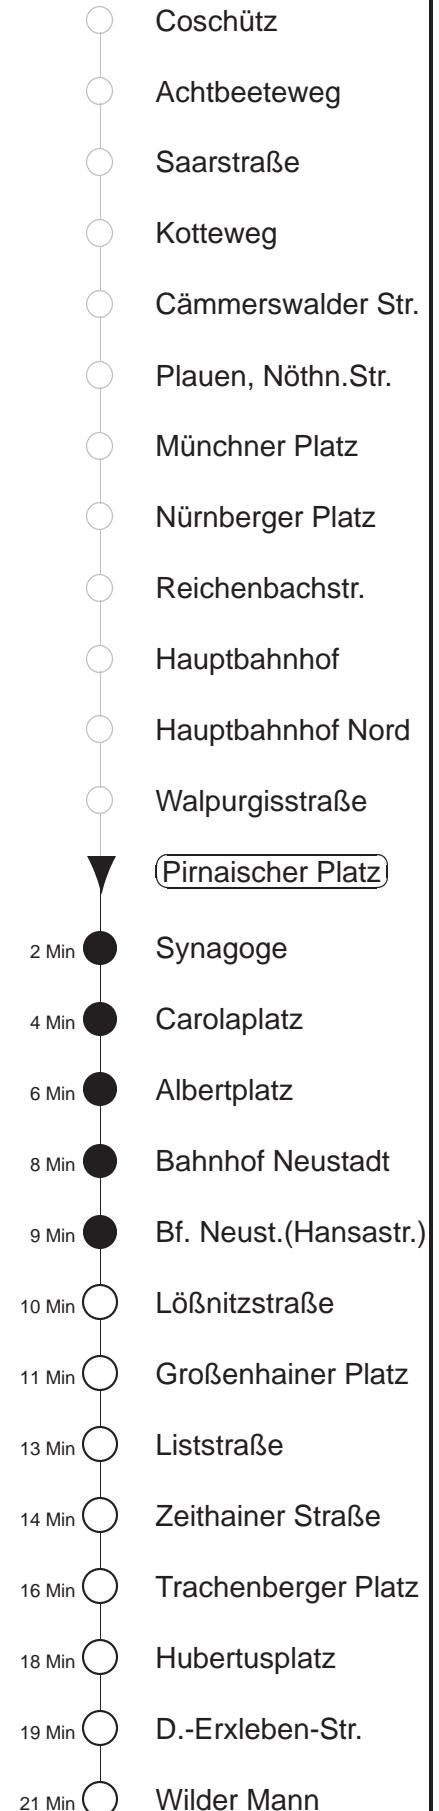 Coschütz
Achtbeeteweg
Saarstraße
Kotteweg
Cämmerswalder Str.
Plauen, Nöthn.Str.
Münchner Platz
Nürnberger Platz
Reichenbachstr.
Hauptbahnhof
Hauptbahnhof Nord
Walpurgisstraße
Pirnaischer Platz
2 Min Synagoge
4 Min Carolaplatz
6 Min Albertplatz
8 Min Bahnhof Neustadt
9 Min Bf. Neust.(Hansastr.)
10 Min Lößnitzstraße
11 Min Großenhainer Platz
13 Min Liststraße
14 Min Zeithainer Straße
16 Min Trachenberger Platz
18 Min Hubertusplatz
19 Min D.-Erxleben-Str.
21 Min Wilder Mann